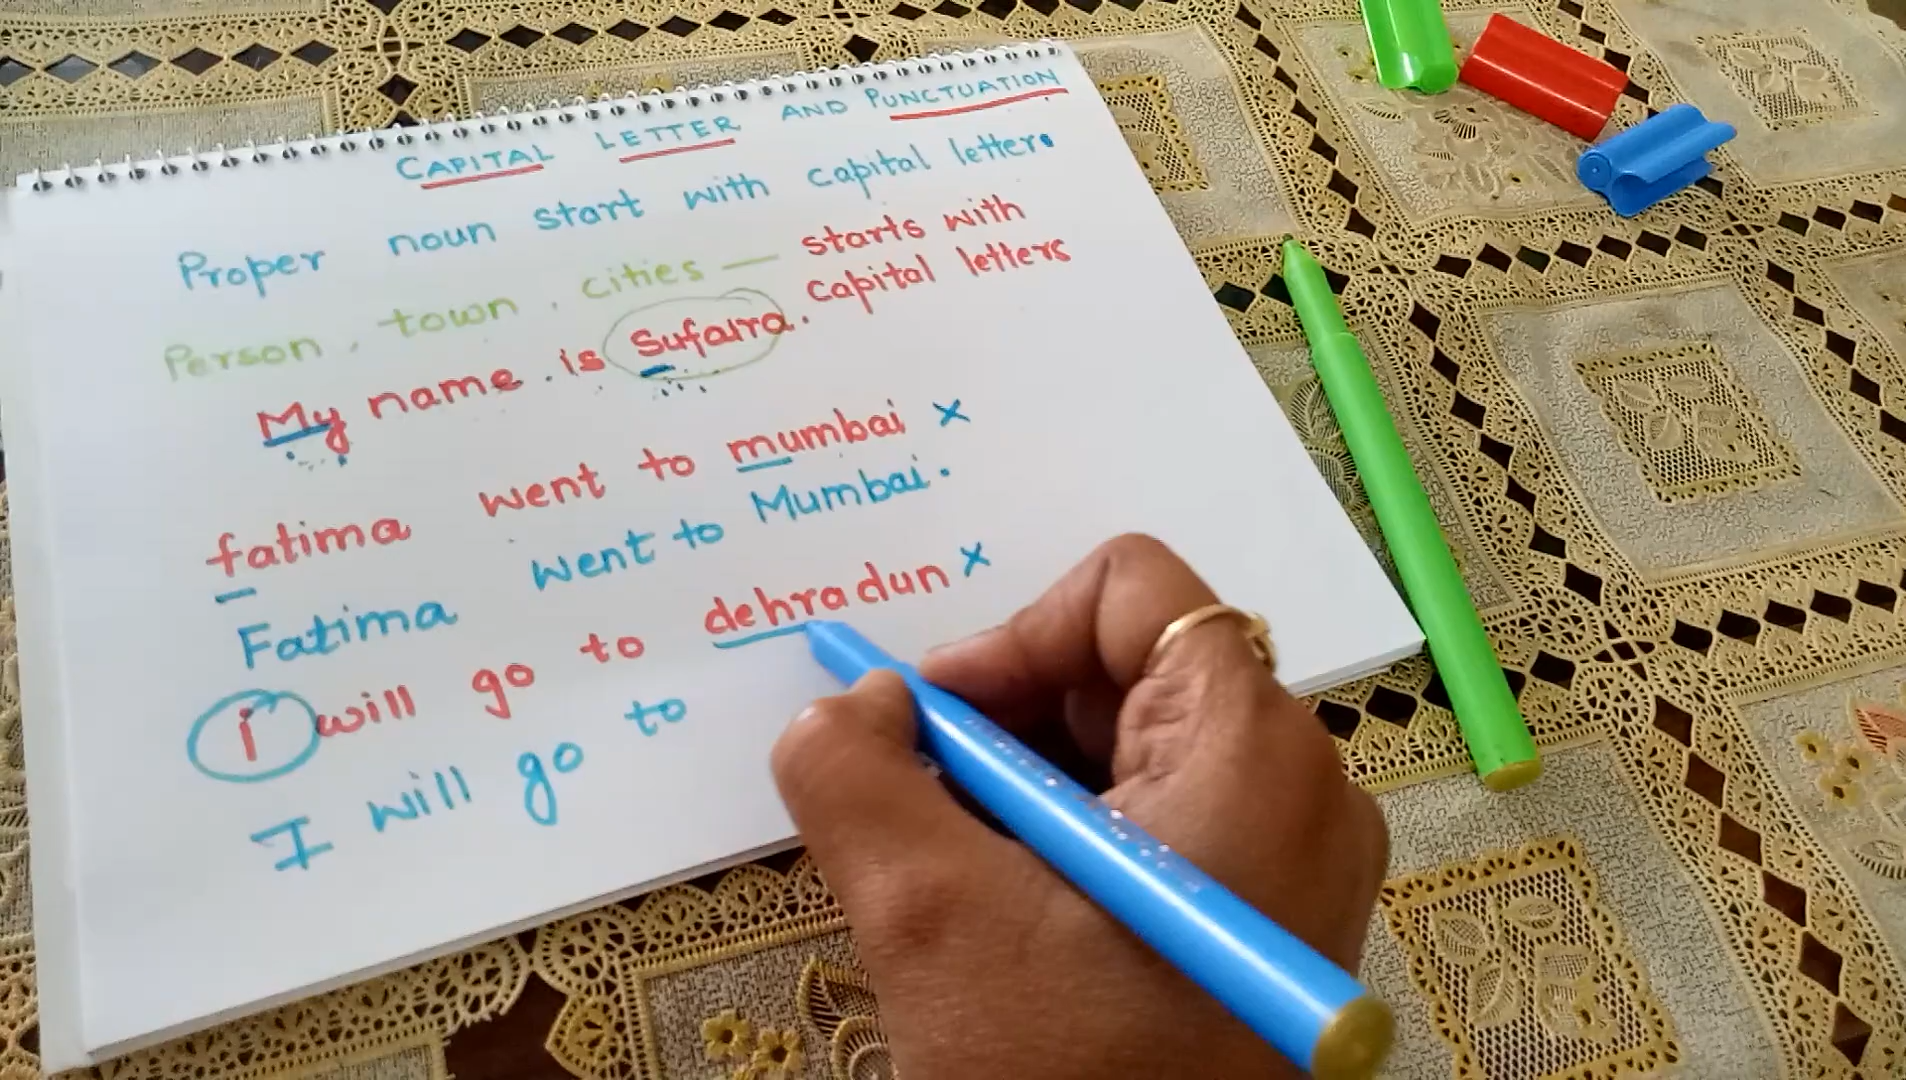 CAPITAL LETTER AND PUNCTUATION
Proper noun start with capital letter.
Person, town, cities — starts with
capital letters
My name is Sufaira.
fatima went to mumbai ×
Fatima went to Mumbai.
i will go to dehradun ×
I will go to